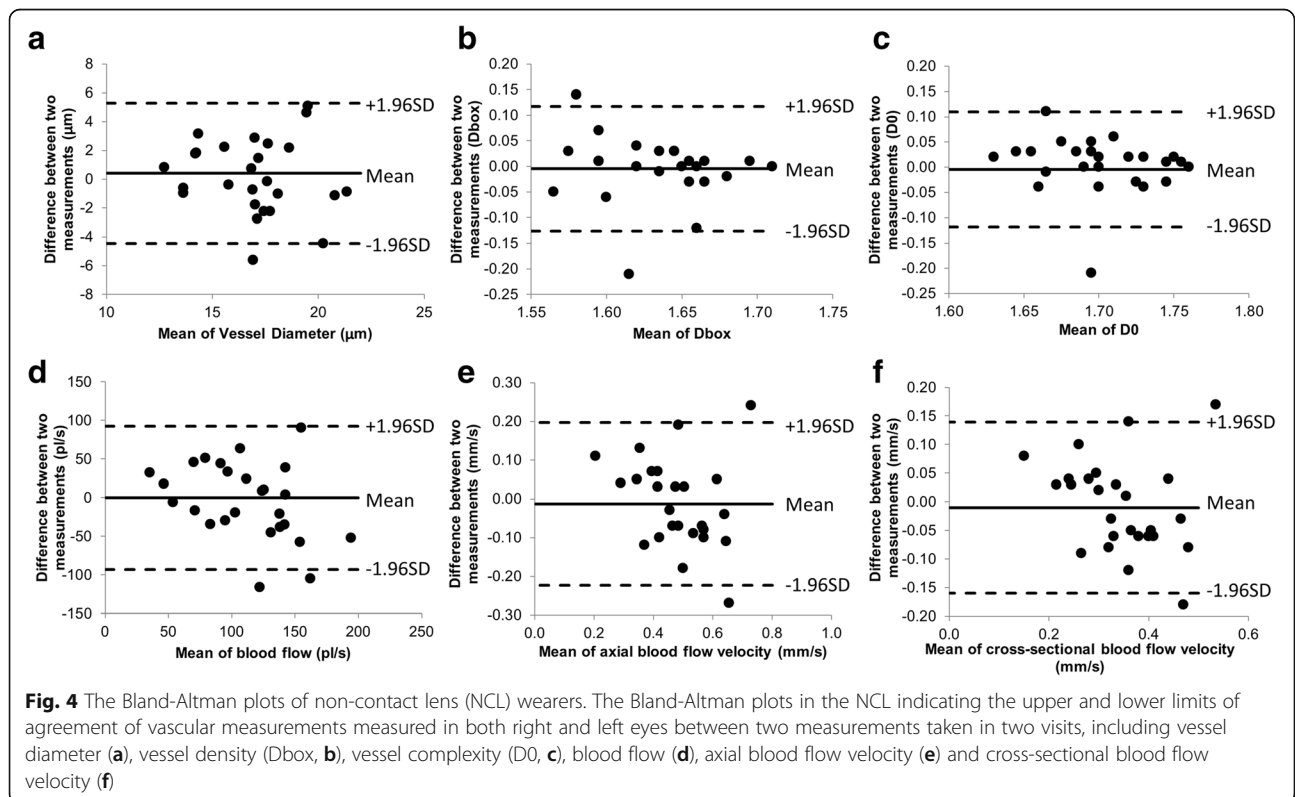 a
Difference between two
measurements (µm)
8
6
4
2
0
-2
-4
-6
-8
+1.96SD
Mean
-1.96SD
10 15 20 25
Mean of Vessel Diameter (µm)
b
Difference between two
measurements (Dbox)
0.20
0.15
0.10
0.05
0.00
-0.05
-0.10
-0.15
-0.20
-0.25
+1.96SD
Mean
-1.96SD
1.55 1.60 1.65 1.70 1.75
Mean of Dbox
c
Difference between two
measurements (D0)
0.20
0.15
0.10
0.05
0.00
-0.05
-0.10
-0.15
-0.20
-0.25
+1.96SD
Mean
-1.96SD
1.60 1.65 1.70 1.75 1.80
Mean of D0
d
Difference between two
measurements (pl/s)
150
100
50
0
-50
-100
-150
+1.96SD
Mean
-1.96SD
0 50 100 150 200 250
Mean of blood flow (pl/s)
e
Difference between two
measurements (mm/s)
0.30
0.20
0.10
0.00
-0.10
-0.20
-0.30
+1.96SD
Mean
-1.96SD
0.0 0.2 0.4 0.6 0.8 1.0
Mean of axial blood flow velocity (mm/s)
f
Difference between two
measurements (mm/s)
0.20
0.15
0.10
0.05
0.00
-0.05
-0.10
-0.15
-0.20
+1.96SD
Mean
-1.96SD
0.0 0.2 0.4 0.6
Mean of cross-sectional blood flow velocity
(mm/s)
Fig. 4 The Bland-Altman plots of non-contact lens (NCL) wearers. The Bland-Altman plots in the NCL indicating the upper and lower limits of
agreement of vascular measurements measured in both right and left eyes between two measurements taken in two visits, including vessel
diameter (a), vessel density (Dbox, b), vessel complexity (D0, c), blood flow (d), axial blood flow velocity (e) and cross-sectional blood flow
velocity (f)